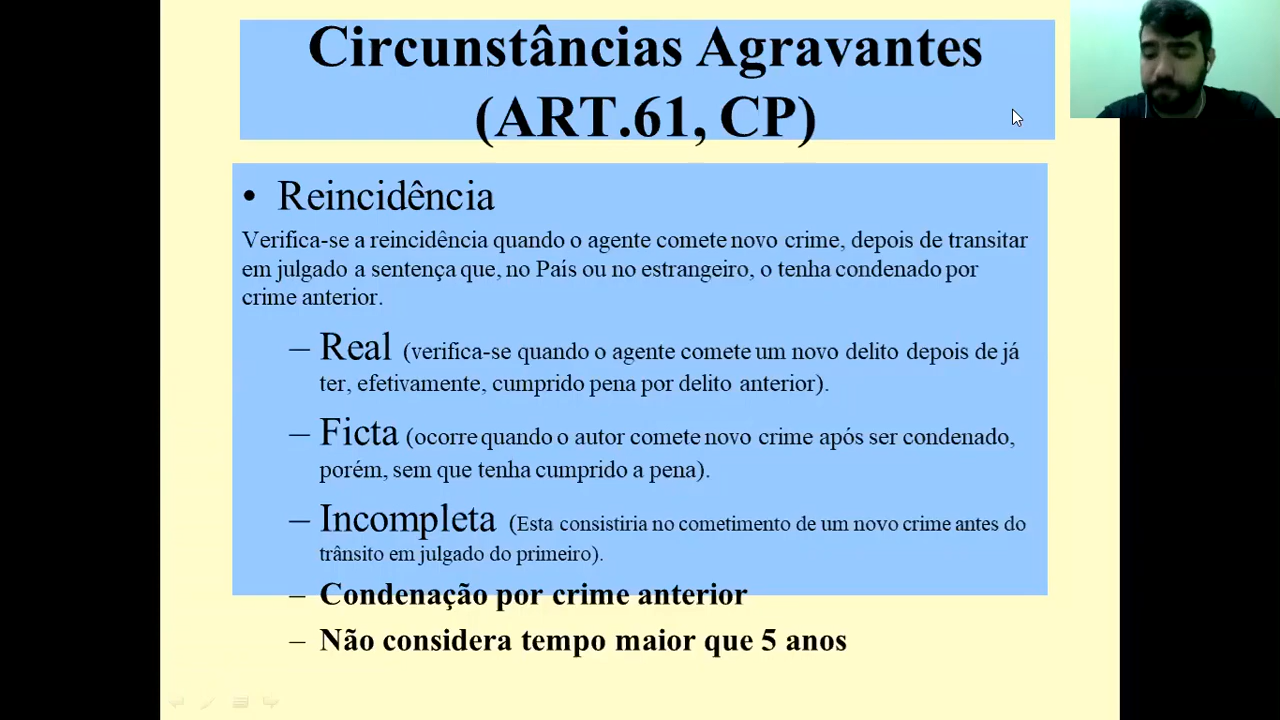 Circunstâncias Agravantes
(ART.61, CP)
• Reincidência
Verifica-se a reincidência quando o agente comete novo crime, depois de transitar
em julgado a sentença que, no País ou no estrangeiro, o tenha condenado por
crime anterior.
– Real (verifica-se quando o agente comete um novo delito depois de já
ter, efetivamente, cumprido pena por delito anterior).
– Ficta (ocorre quando o autor comete novo crime após ser condenado,
porém, sem que tenha cumprido a pena).
– Incompleta (Esta consistiria no cometimento de um novo crime antes do
trânsito em julgado do primeiro).
– Condenação por crime anterior
– Não considera tempo maior que 5 anos